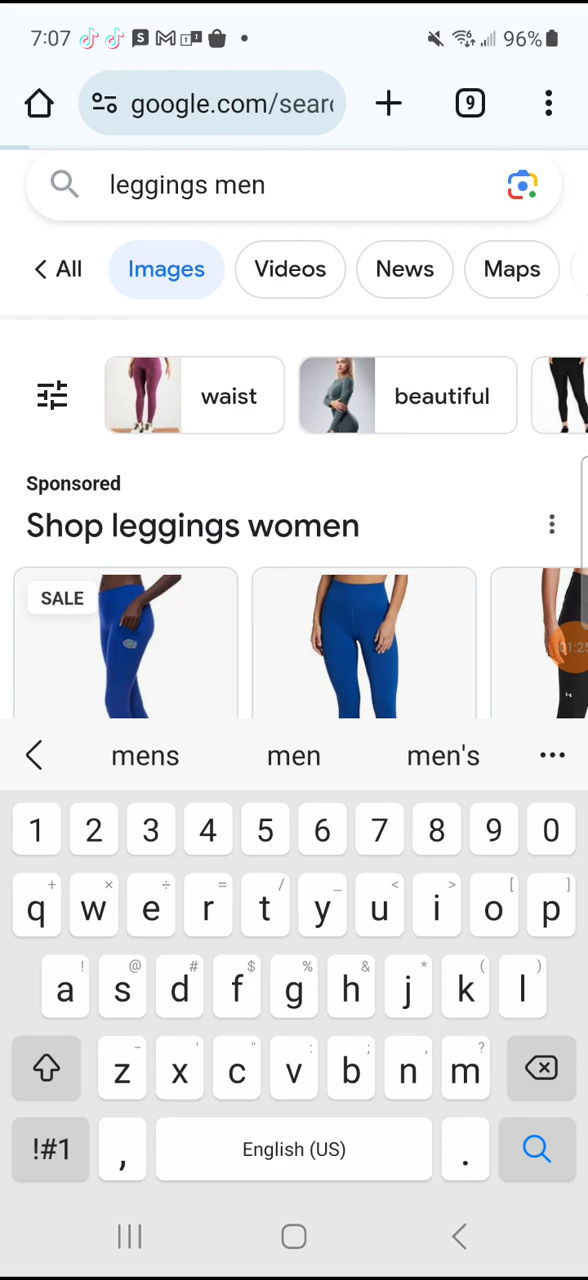 7:07 96%
google.com/sear
9
leggings men
All Images Videos News Maps
waist beautiful
Sponsored
Shop leggings women
SALE
mens men men's
1 2 3 4 5 6 7 8 9 0
+ × ÷ = / _ < > [ ]
q w e r t y u i o p
! @ # $ % & * ( )
a s d f g h j k l
- ' " : ; , ?
z x c v b n m
!#1 , English (US) .